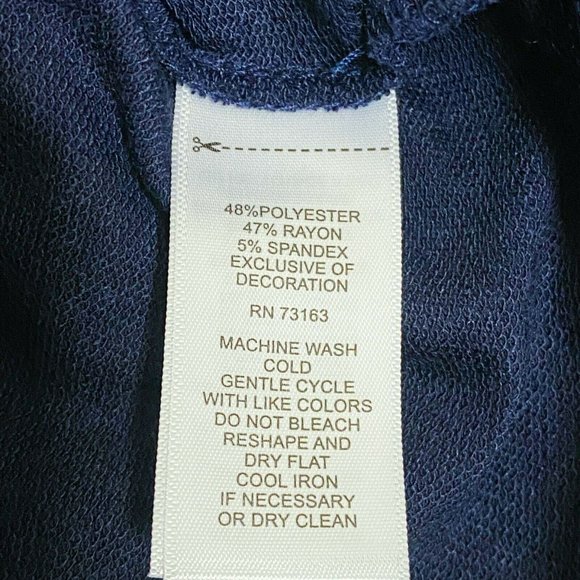 48%POLYESTER
47% RAYON
5% SPANDEX
EXCLUSIVE OF
DECORATION
RN 73163
MACHINE WASH
COLD
GENTLE CYCLE
WITH LIKE COLORS
DO NOT BLEACH
RESHAPE AND
DRY FLAT
COOL IRON
IF NECESSARY
OR DRY CLEAN